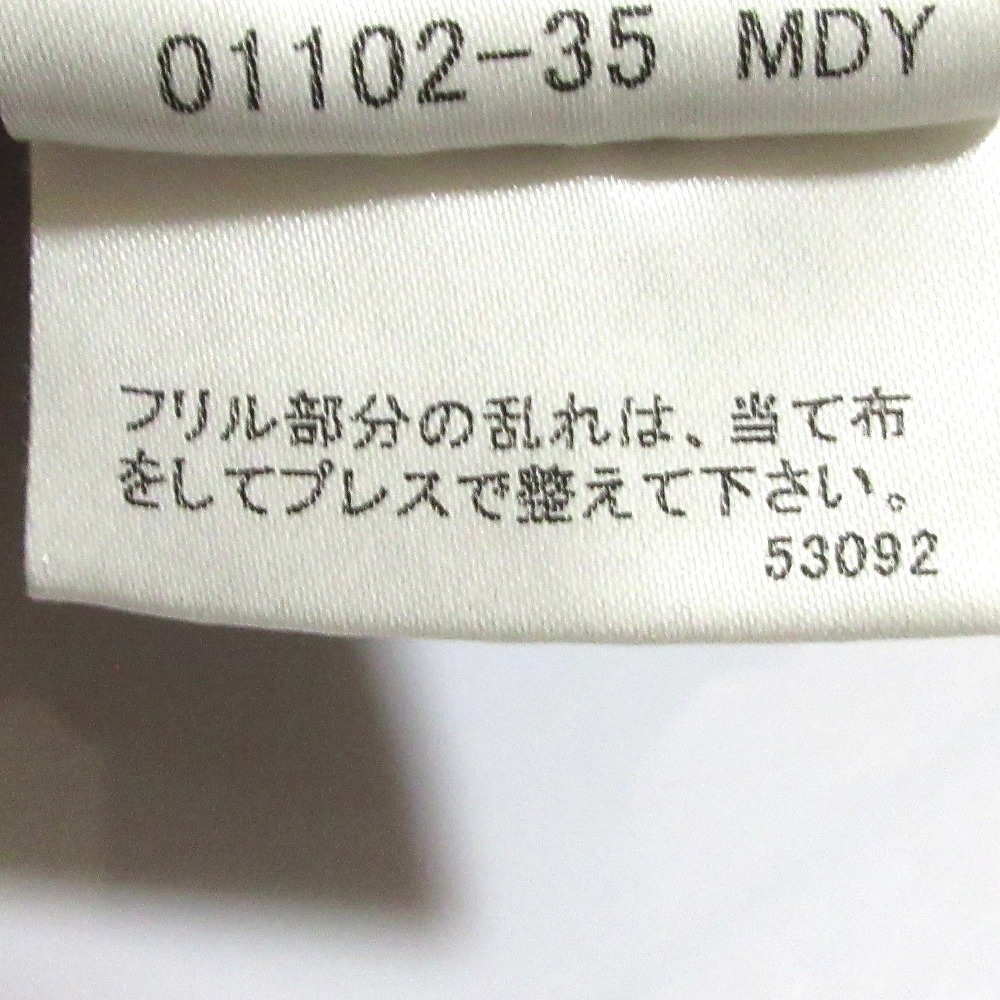 01102-35 MDY
フリル部分の乱れは、当て布
をしてプレスで整えて下さい。
53092